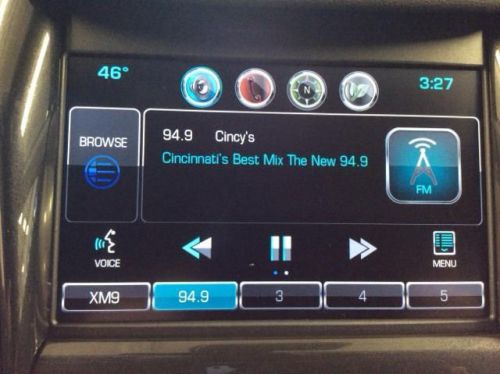 46° 3:27
N
BROWSE
94.9 Cincy's
Cincinnati's Best Mix The New 94.9
FM
VOICE
MENU
XM9 94.9 3 4 5